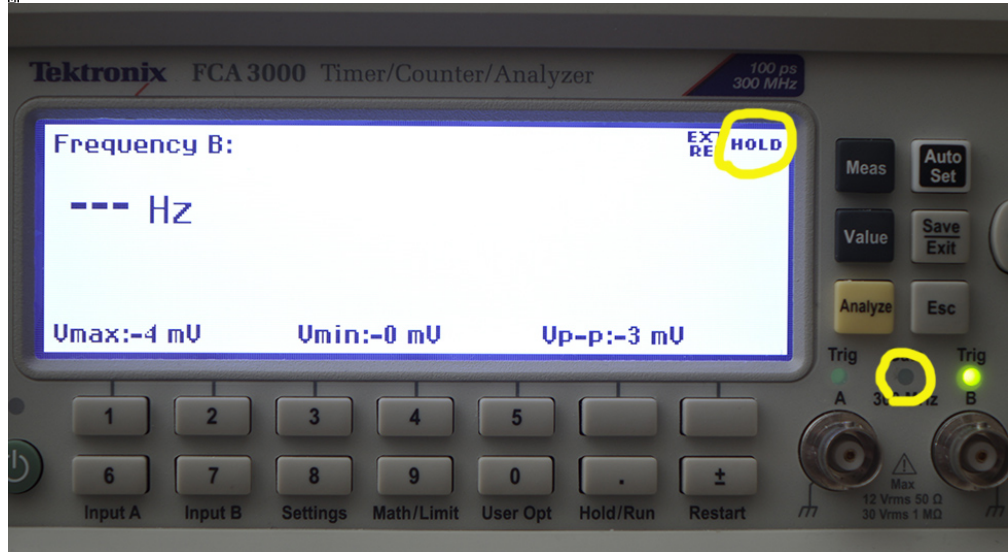 Tektronix FCA 3000 Timer/Counter/Analyzer
100 ps
300 MHz
Frequency B:
EXT
RE
HOLD
--- Hz
Vmax:-4 mV Vmin:-0 mV Vp-p:-3 mV
Meas
Auto
Set
Value
Save
Exit
Analyze
Esc
Trig
Trig
A
B
1 2 3 4 5
6 7 8 9 0 . ±
Input A Input B Settings Math/Limit User Opt Hold/Run Restart
Max
12 Vrms 50 Ω
30 Vrms 1 MΩ